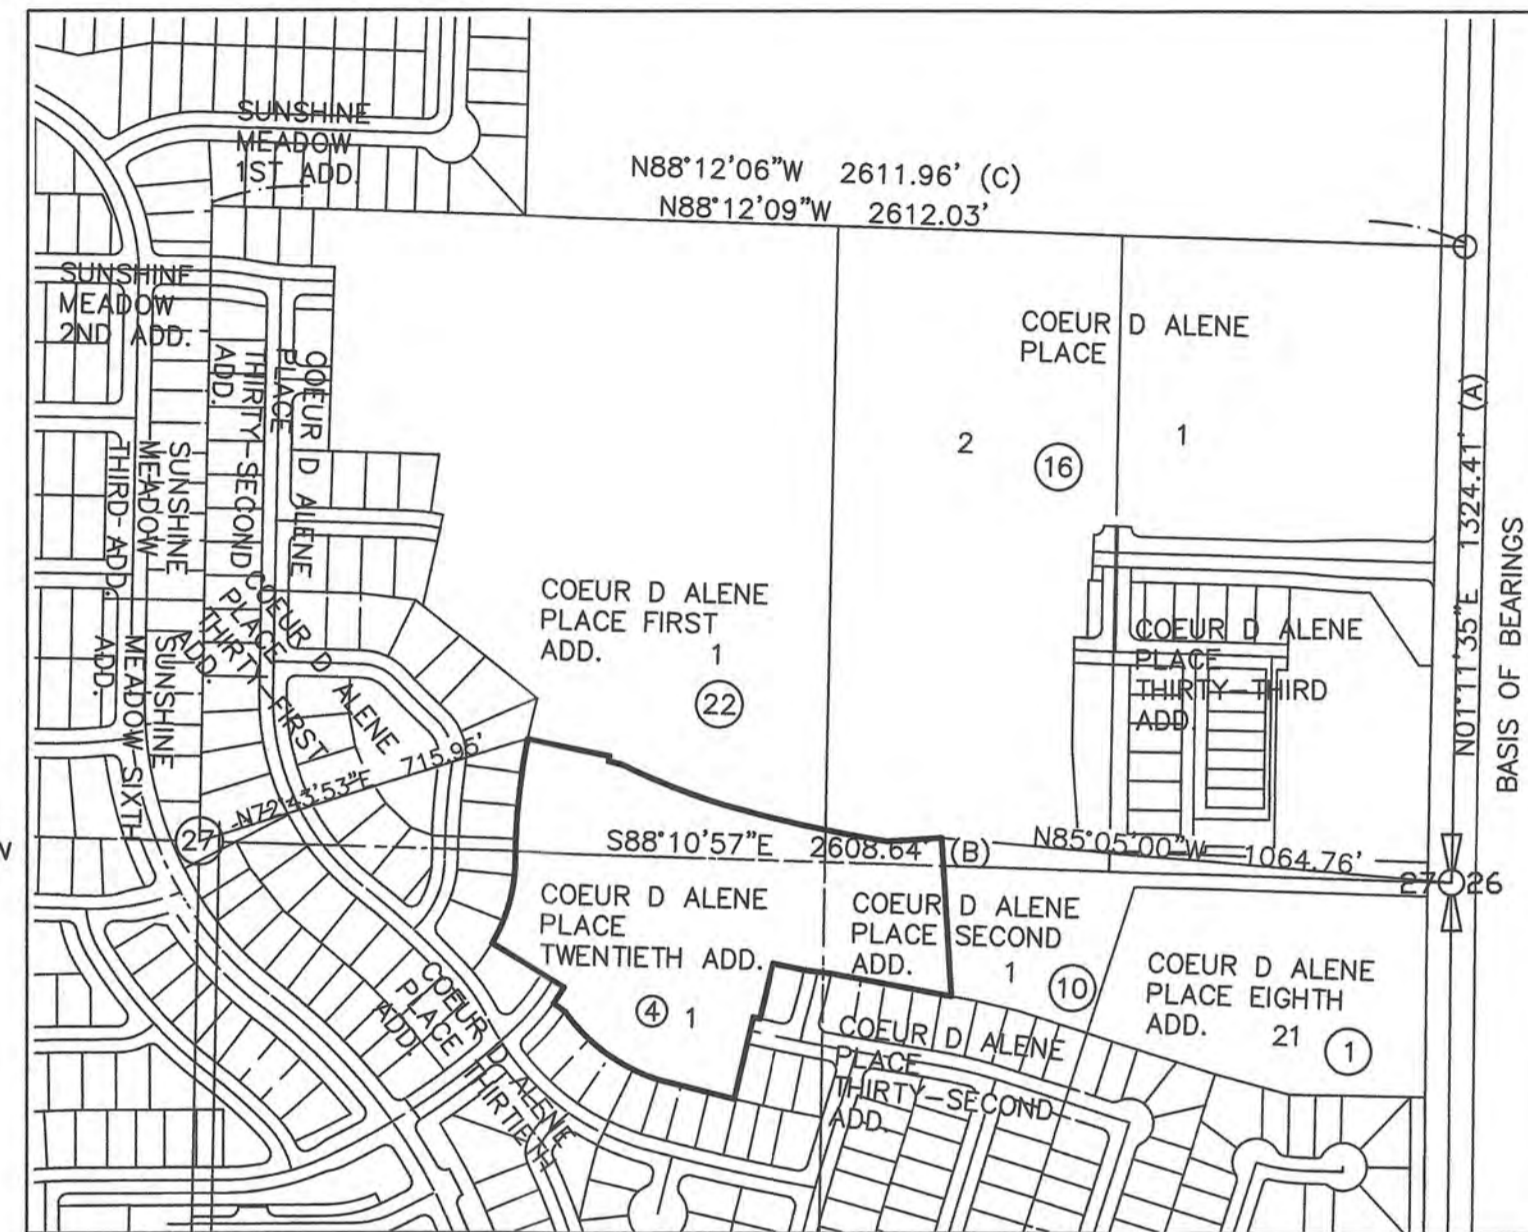 SUNSHINE
MEADOW
1ST ADD.
N88°12'06"W 2611.96' (C)
N88°12'09"W 2612.03'
SUNSHINE
MEADOW
2ND ADD.
COEUR D ALENE
PLACE
2
16
1
COEUR D ALENE
PLACE
THIRTY-SECOND
ADD.
SUNSHINE
MEADOW
THIRD ADD.
N01°11'35"E 1324.41' (A)
BASIS OF BEARINGS
COEUR D ALENE
PLACE FIRST
ADD.
1
22
COEUR D ALENE
PLACE
THIRTY-THIRD
ADD.
COEUR D ALENE
PLACE
THIRTY-FIRST
ADD.
SUNSHINE
MEADOW SIXTH
ADD.
N72°43'53"E 715.96'
27
S88°10'57"E 2608.64' (B)
N85°05'00"W 1064.76'
27
26
COEUR D ALENE
PLACE
TWENTIETH ADD.
4
1
COEUR D ALENE
PLACE SECOND
ADD.
1
10
COEUR D ALENE
PLACE EIGHTH
ADD.
21
1
COEUR D ALENE
PLACE
THIRTIETH
ADD.
COEUR D ALENE
PLACE
THIRTY-SECOND
ADD.